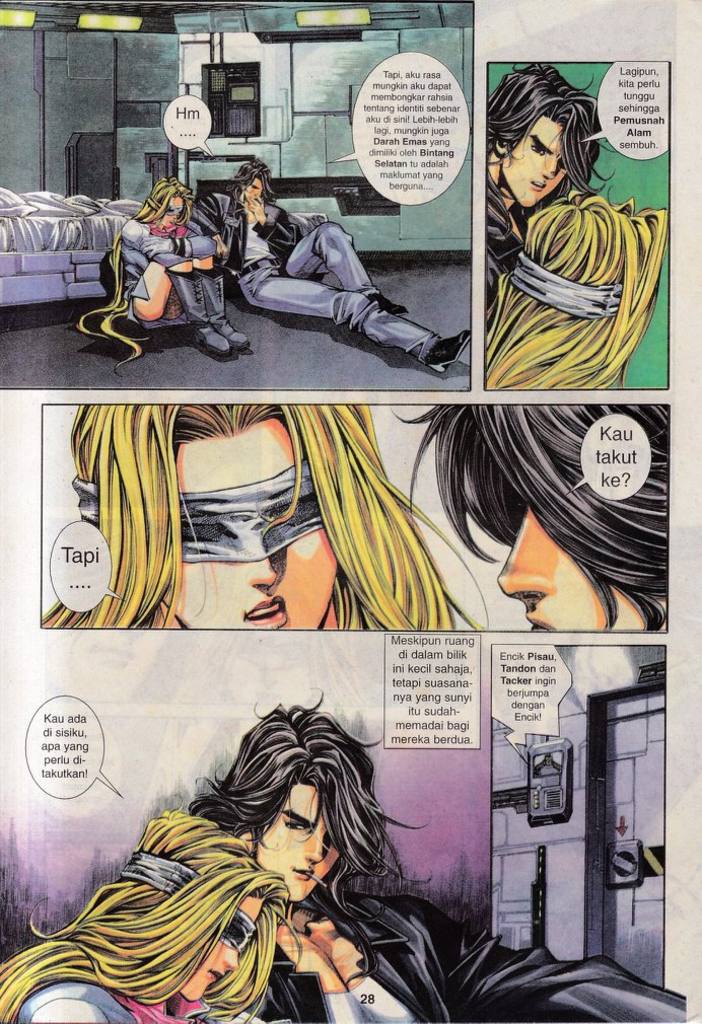 Hm
....
Tapi, aku rasa
mungkin aku dapat
membongkar rahsia
tentang identiti sebenar
aku di sini! Lebih-lebih
lagi, mungkin juga
Darah Emas yang
dimiliki oleh Bintang
Selatan tu adalah
maklumat yang
berguna....
Lagipun,
kita perlu
tunggu
sehingga
Pemusnah
Alam
sembuh.
Tapi
....
Kau
takut
ke?
Kau ada
di sisiku,
apa yang
perlu di-
takutkan!
Meskipun ruang
di dalam bilik
ini kecil sahaja,
tetapi suasana-
nya yang sunyi
itu sudah-
memadai bagi
mereka berdua.
Encik Pisau,
Tandon dan
Tacker ingin
berjumpa
dengan
Encik!
28